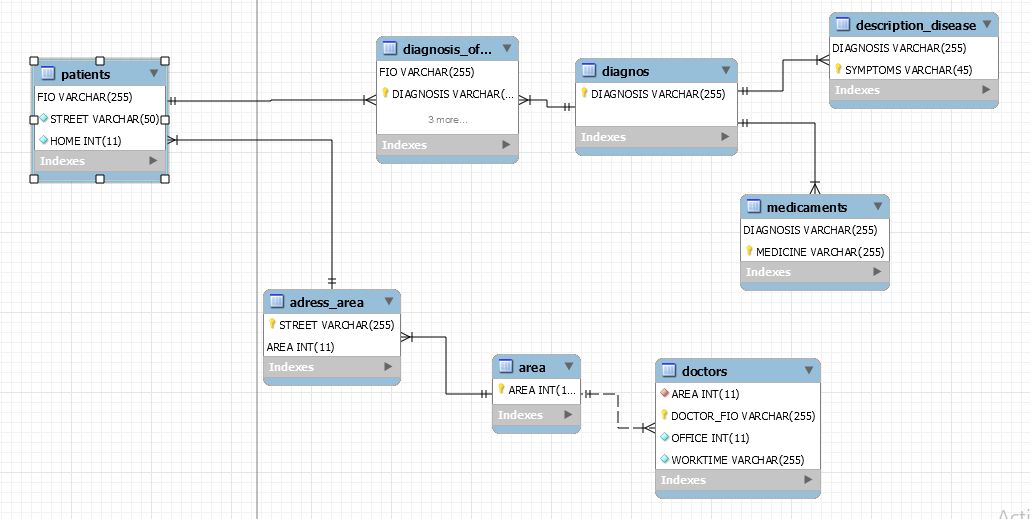 patients
FIO VARCHAR(255)
STREET VARCHAR(50)
HOME INT(11)
Indexes
diagnosis_of...
FIO VARCHAR(255)
DIAGNOSIS VARCHAR(...
3 more...
Indexes
diagnos
DIAGNOSIS VARCHAR(255)
Indexes
description_disease
DIAGNOSIS VARCHAR(255)
SYMPTOMS VARCHAR(45)
Indexes
medicaments
DIAGNOSIS VARCHAR(255)
MEDICINE VARCHAR(255)
Indexes
adress_area
STREET VARCHAR(255)
AREA INT(11)
Indexes
area
AREA INT(1...
Indexes
doctors
AREA INT(11)
DOCTOR_FIO VARCHAR(255)
OFFICE INT(11)
WORKTIME VARCHAR(255)
Indexes